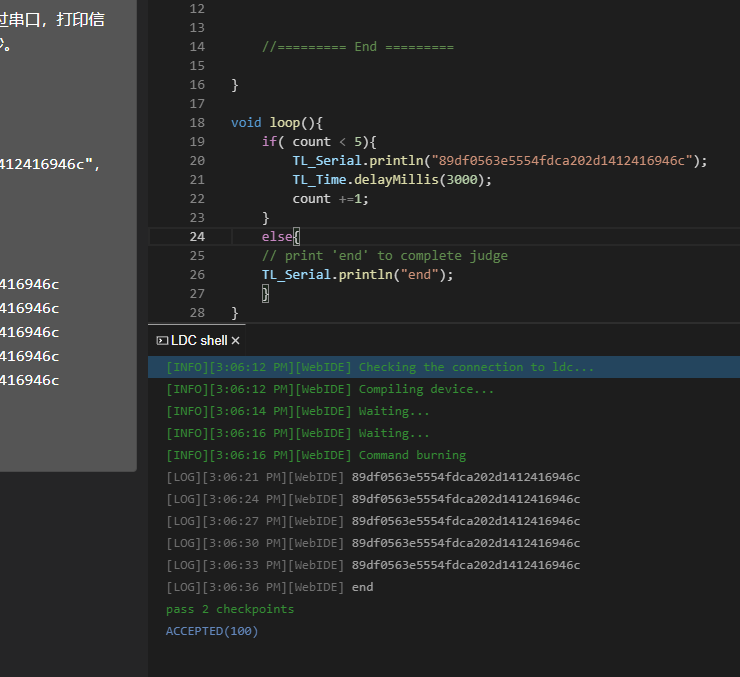 过串口，打印信
秒。
412416946c",
416946c
416946c
416946c
416946c
416946c
12
13
14 //========= End =========
15
16 }
17
18 void loop(){
19 if( count < 5){
20 TL_Serial.println("89df0563e5554fdca202d1412416946c");
21 TL_Time.delayMillis(3000);
22 count +=1;
23 }
24 else{
25 // print 'end' to complete judge
26 TL_Serial.println("end");
27 }
28 }
LDC shell ×
[INFO][3:06:12 PM][WebIDE] Checking the connection to ldc...
[INFO][3:06:12 PM][WebIDE] Compiling device...
[INFO][3:06:14 PM][WebIDE] Waiting...
[INFO][3:06:16 PM][WebIDE] Waiting...
[INFO][3:06:16 PM][WebIDE] Command burning
[LOG][3:06:21 PM][WebIDE] 89df0563e5554fdca202d1412416946c
[LOG][3:06:24 PM][WebIDE] 89df0563e5554fdca202d1412416946c
[LOG][3:06:27 PM][WebIDE] 89df0563e5554fdca202d1412416946c
[LOG][3:06:30 PM][WebIDE] 89df0563e5554fdca202d1412416946c
[LOG][3:06:33 PM][WebIDE] 89df0563e5554fdca202d1412416946c
[LOG][3:06:36 PM][WebIDE] end
pass 2 checkpoints
ACCEPTED(100)